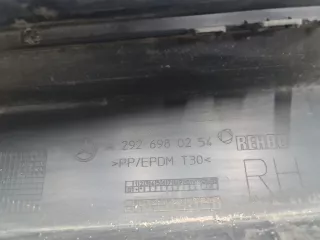 A 292 698 02 54 REHAU
>PP/EPDM T30<
RH